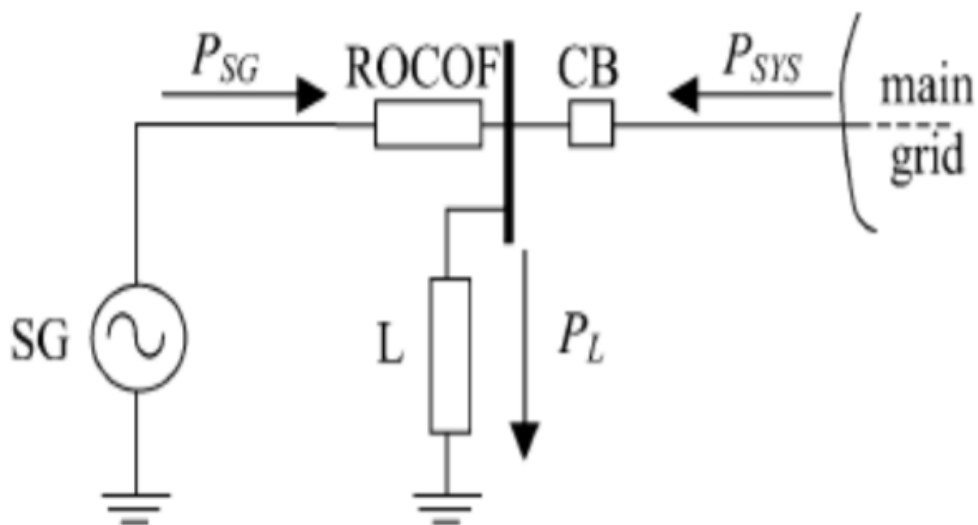 P_SG
ROCOF
CB
P_SYS
main
grid
SG
L
P_L